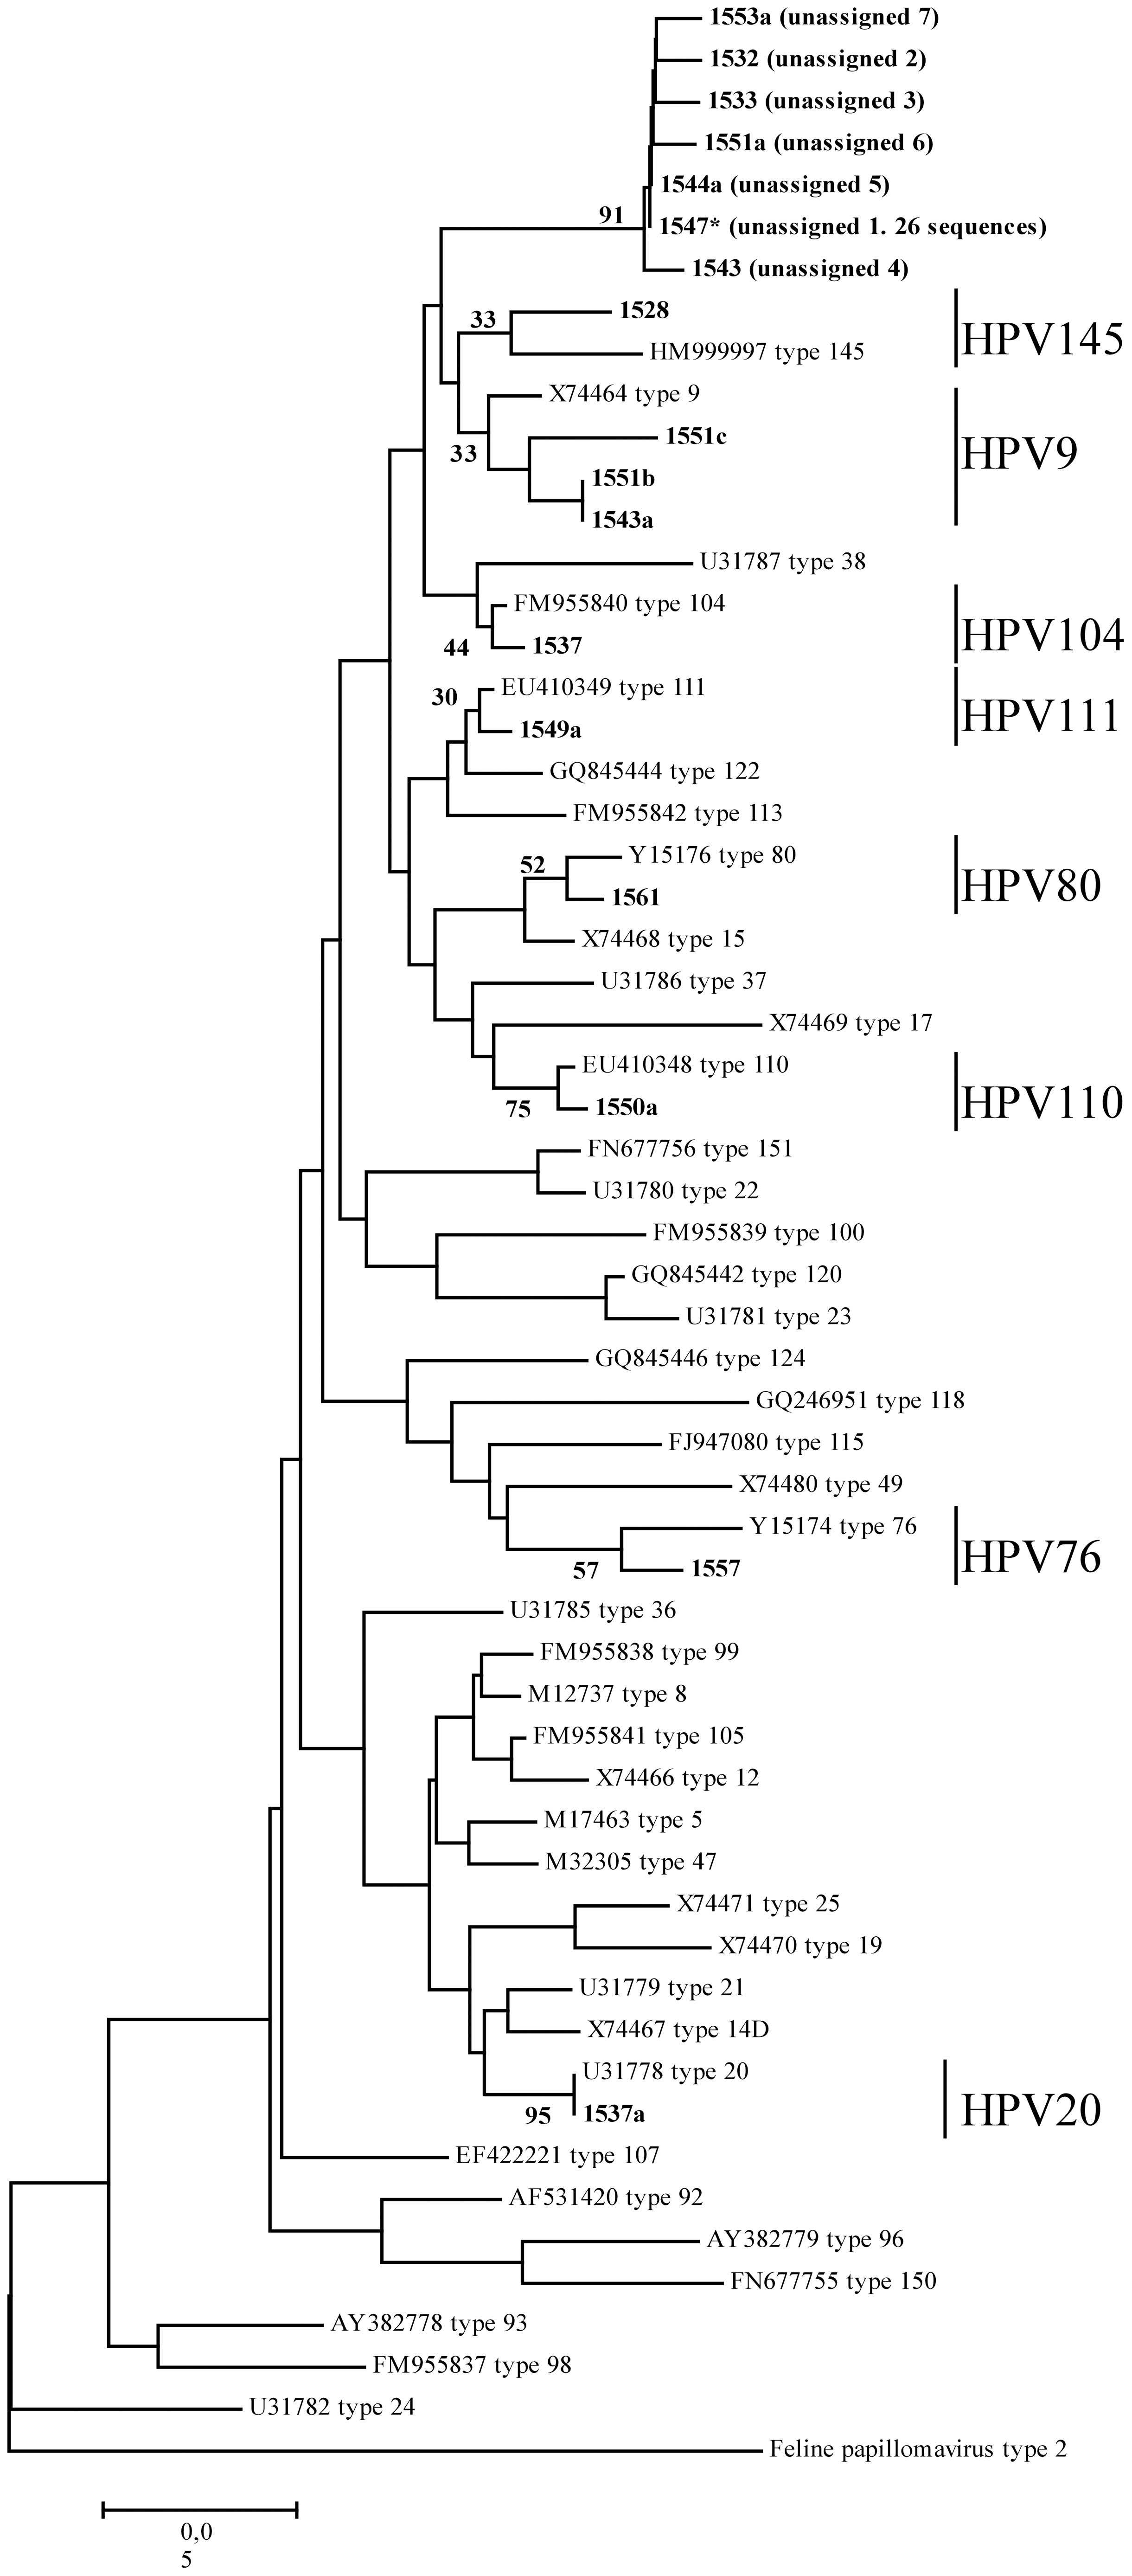 1553a (unassigned 7)
1532 (unassigned 2)
1533 (unassigned 3)
1551a (unassigned 6)
1544a (unassigned 5)
91
1547* (unassigned 1. 26 sequences)
1543 (unassigned 4)
33
1528
HPV145
HM999997 type 145
X74464 type 9
1551c
33
HPV9
1551b
1543a
U31787 type 38
FM955840 type 104
44
1537
HPV104
30
EU410349 type 111
1549a
HPV111
GQ845444 type 122
FM955842 type 113
52
Y15176 type 80
1561
HPV80
X74468 type 15
U31786 type 37
X74469 type 17
EU410348 type 110
75
1550a
HPV110
FN677756 type 151
U31780 type 22
FM955839 type 100
GQ845442 type 120
U31781 type 23
GQ845446 type 124
GQ246951 type 118
FJ947080 type 115
X74480 type 49
Y15174 type 76
57
1557
HPV76
U31785 type 36
FM955838 type 99
M12737 type 8
FM955841 type 105
X74466 type 12
M17463 type 5
M32305 type 47
X74471 type 25
X74470 type 19
U31779 type 21
X74467 type 14D
U31778 type 20
95
1537a
HPV20
EF422221 type 107
AF531420 type 92
AY382779 type 96
FN677755 type 150
AY382778 type 93
FM955837 type 98
U31782 type 24
Feline papillomavirus type 2
0,0
5